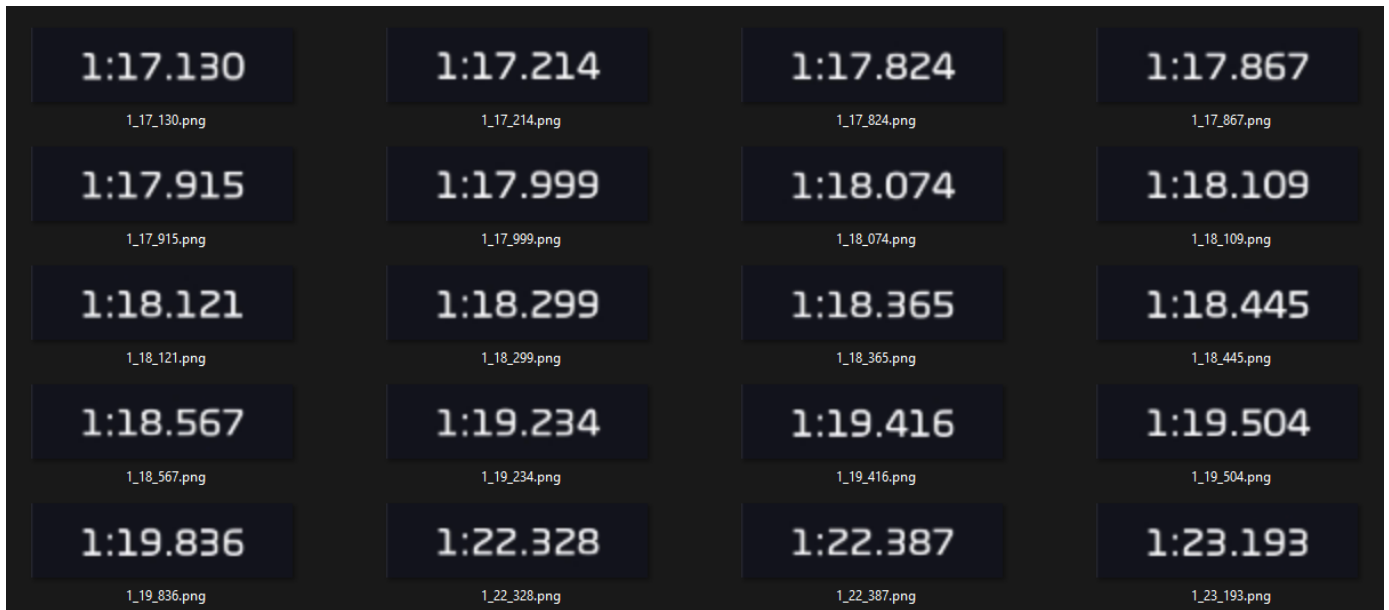 1:17.130 1:17.214 1:17.824 1:17.867
1_17_130.png 1_17_214.png 1_17_824.png 1_17_867.png
1:17.915 1:17.999 1:18.074 1:18.109
1_17_915.png 1_17_999.png 1_18_074.png 1_18_109.png
1:18.121 1:18.299 1:18.365 1:18.445
1_18_121.png 1_18_299.png 1_18_365.png 1_18_445.png
1:18.567 1:19.234 1:19.416 1:19.504
1_18_567.png 1_19_234.png 1_19_416.png 1_19_504.png
1:19.836 1:22.328 1:22.387 1:23.193
1_19_836.png 1_22_328.png 1_22_387.png 1_23_193.png